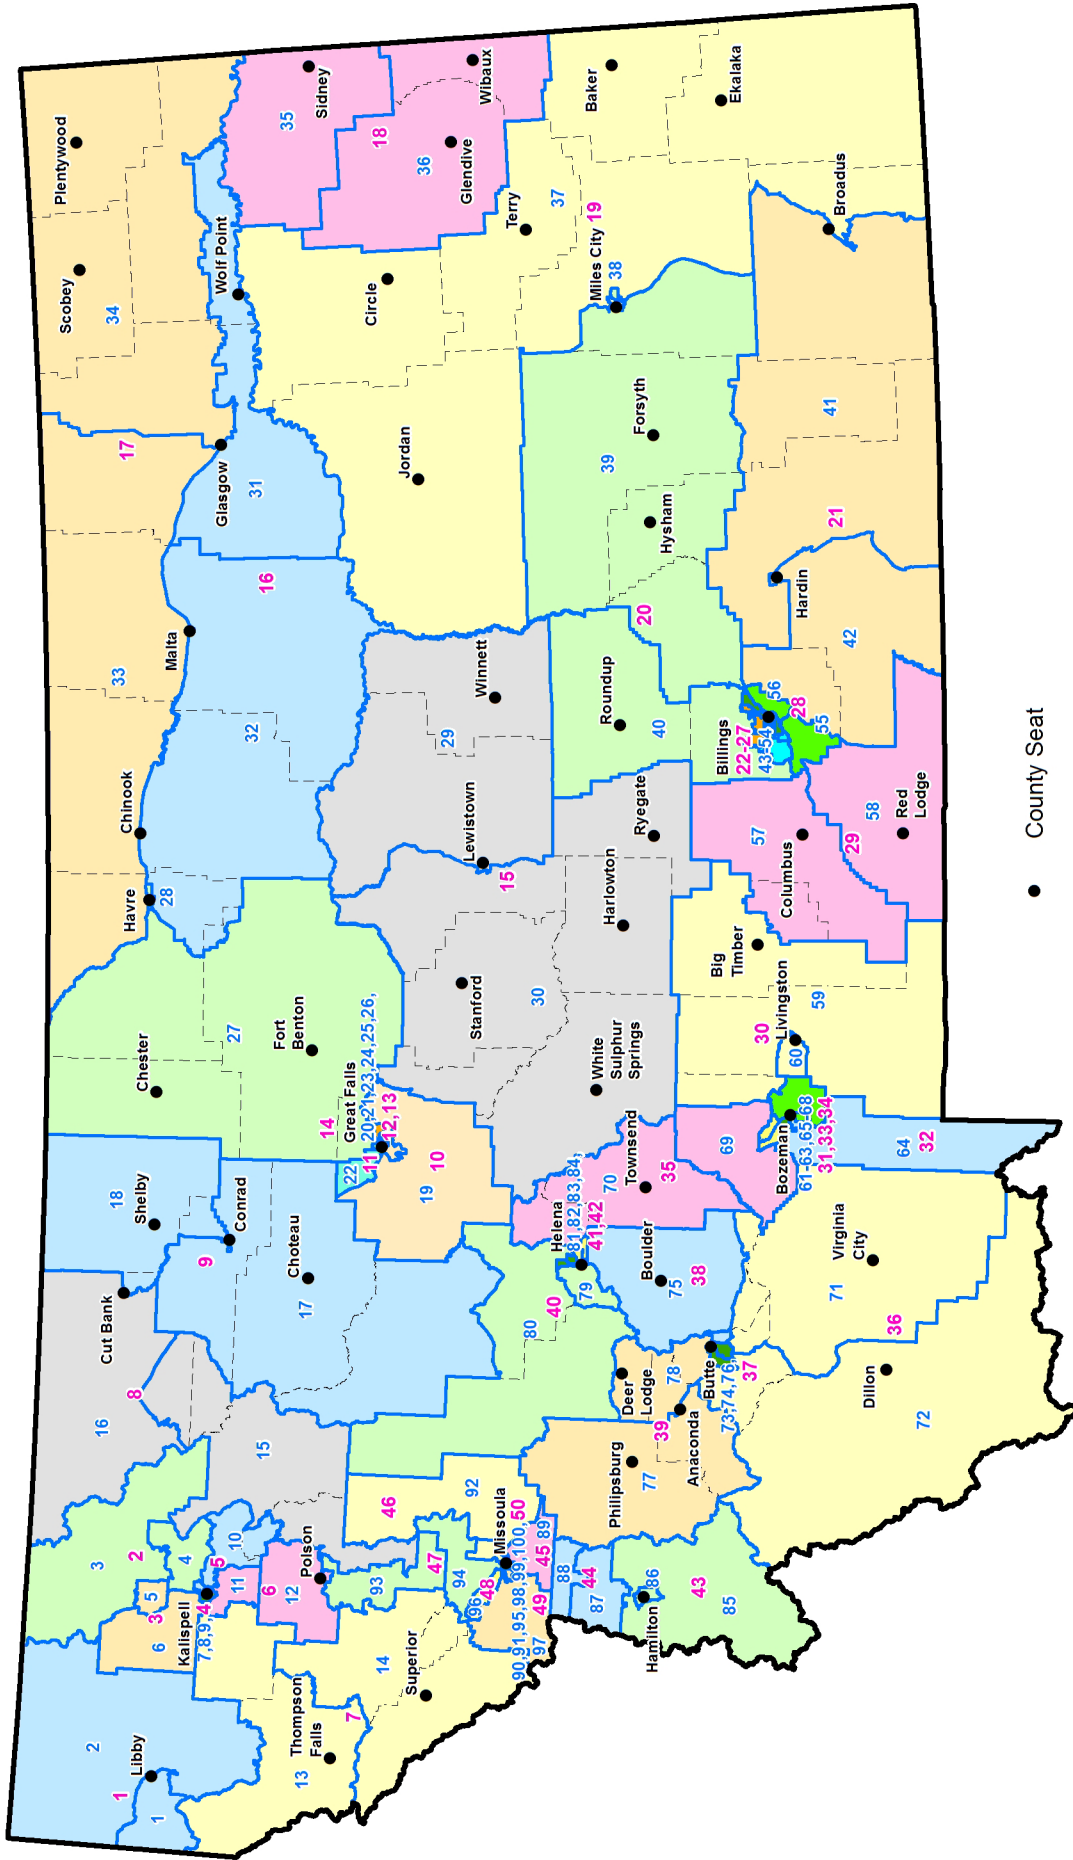 1
Libby
2
1
3
2
4
5
3
6
Kalispell
7,8,9,
4
5
10
11
6
12
Polson
Thompson
Falls
13
7
14
Superior
15
16
8
Cut Bank
18
Shelby
9
Conrad
Choteau
17
Chester
27
Fort
Benton
14
Great Falls
20,21,23,24,25,26,
11
12,13
22
10
19
Havre
28
Chinook
33
Malta
32
16
17
Glasgow
31
Scobey
34
Plentywood
Wolf Point
35
Sidney
18
36
Glendive
Wibaux
Circle
Terry
37
Jordan
Miles City
19
38
Baker
Ekalaka
Broadus
Forsyth
39
Hysham
20
41
21
Hardin
42
Winnett
29
Lewistown
15
Stanford
30
Harlowton
Ryegate
White
Sulphur
Springs
Roundup
40
Billings
22-27
43-54
56
28
55
57
Columbus
29
58
Red
Lodge
Big
Timber
59
30
Livingston
60
Bozeman
61-63, 65-68
31,33,34
64
32
69
Townsend
70
35
Helena
81,82,83,84,
41,42
79
40
80
Boulder
75
38
Virginia
City
71
36
Butte
73,74,76,
37
Dillon
72
Deer
Lodge
78
39
Anaconda
Philipsburg
77
46
92
Missoula
50
90,91,95,98,99,100,
89
45
47
93
94
48
96
49
97
88
44
87
86
Hamilton
43
85
County Seat